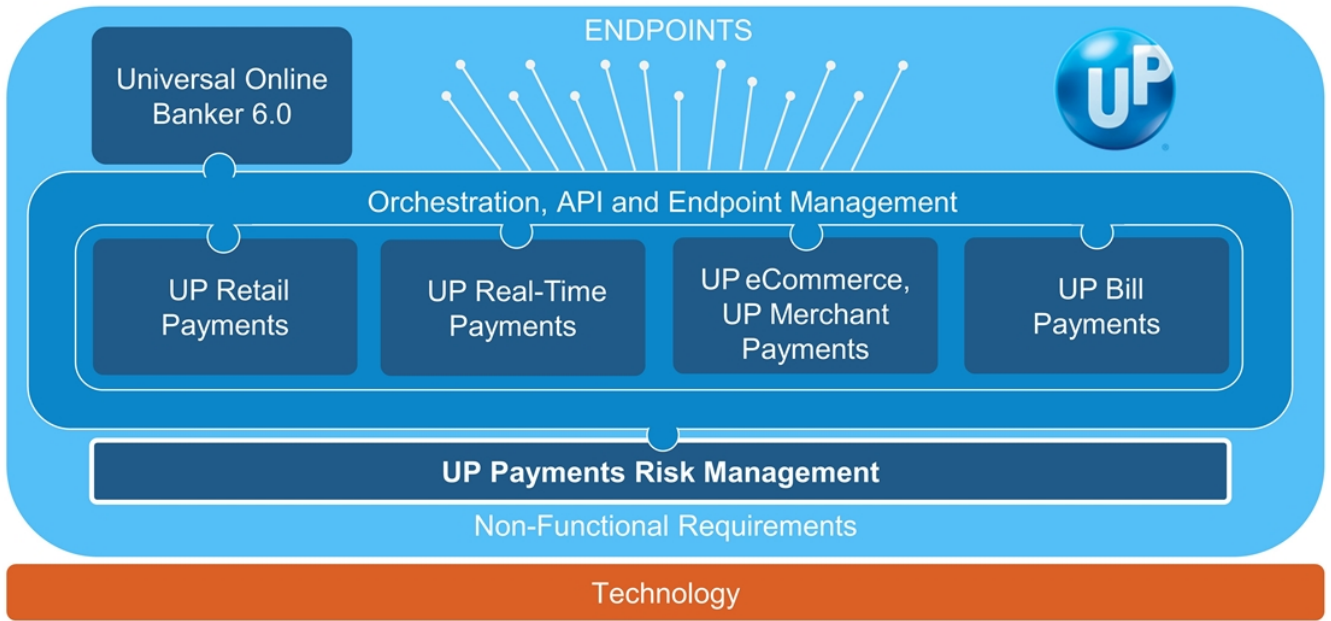 ENDPOINTS
Universal Online
Banker 6.0
UP
Orchestration, API and Endpoint Management
UP Retail
Payments
UP Real-Time
Payments
UP eCommerce,
UP Merchant
Payments
UP Bill
Payments
UP Payments Risk Management
Non-Functional Requirements
Technology